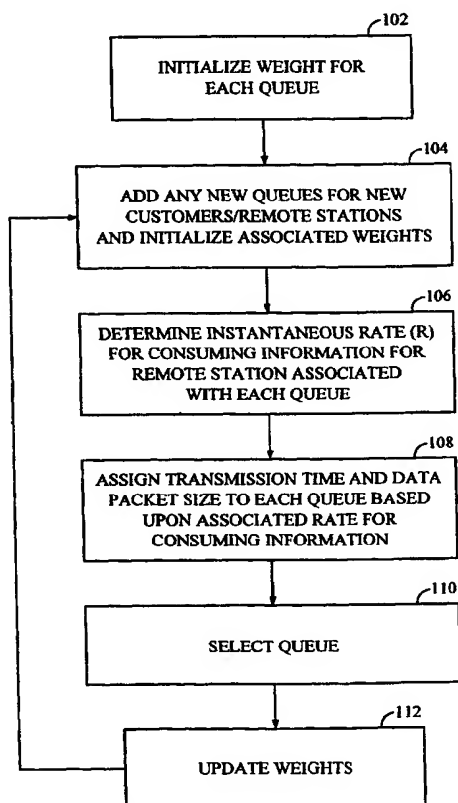 102
INITIALIZE WEIGHT FOR
EACH QUEUE
104
ADD ANY NEW QUEUES FOR NEW
CUSTOMERS/REMOTE STATIONS
AND INITIALIZE ASSOCIATED WEIGHTS
106
DETERMINE INSTANTANEOUS RATE (R)
FOR CONSUMING INFORMATION FOR
REMOTE STATION ASSOCIATED
WITH EACH QUEUE
108
ASSIGN TRANSMISSION TIME AND DATA
PACKET SIZE TO EACH QUEUE BASED
UPON ASSOCIATED RATE FOR
CONSUMING INFORMATION
110
SELECT QUEUE
112
UPDATE WEIGHTS